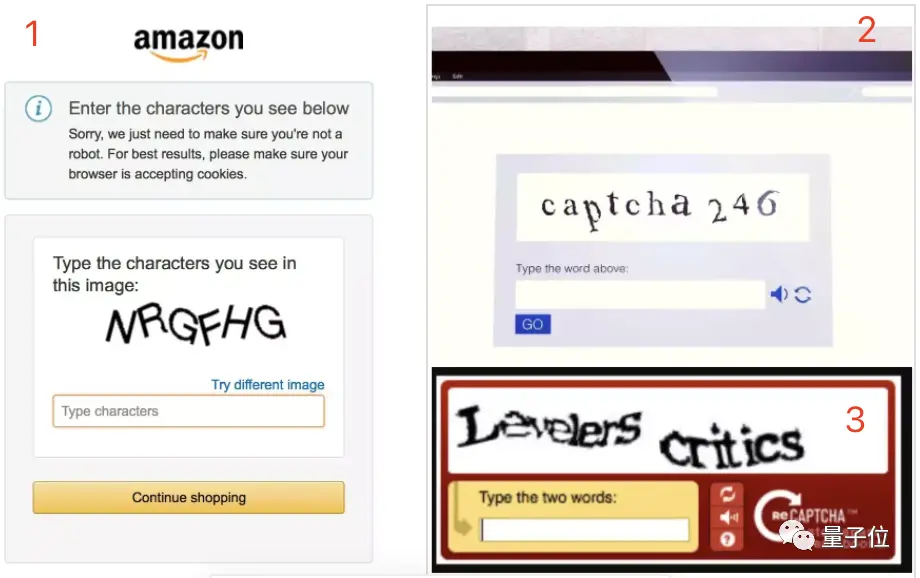 1
amazon
i
Enter the characters you see below
Sorry, we just need to make sure you're not a
robot. For best results, please make sure your
browser is accepting cookies.
Type the characters you see in
this image:
NRGFHG
Try different image
Type characters
Continue shopping
2
Edit
captcha 246
Type the word above:
GO
3
Levelers critics
Type the two words:
?
reCAPTCHA™
量子位